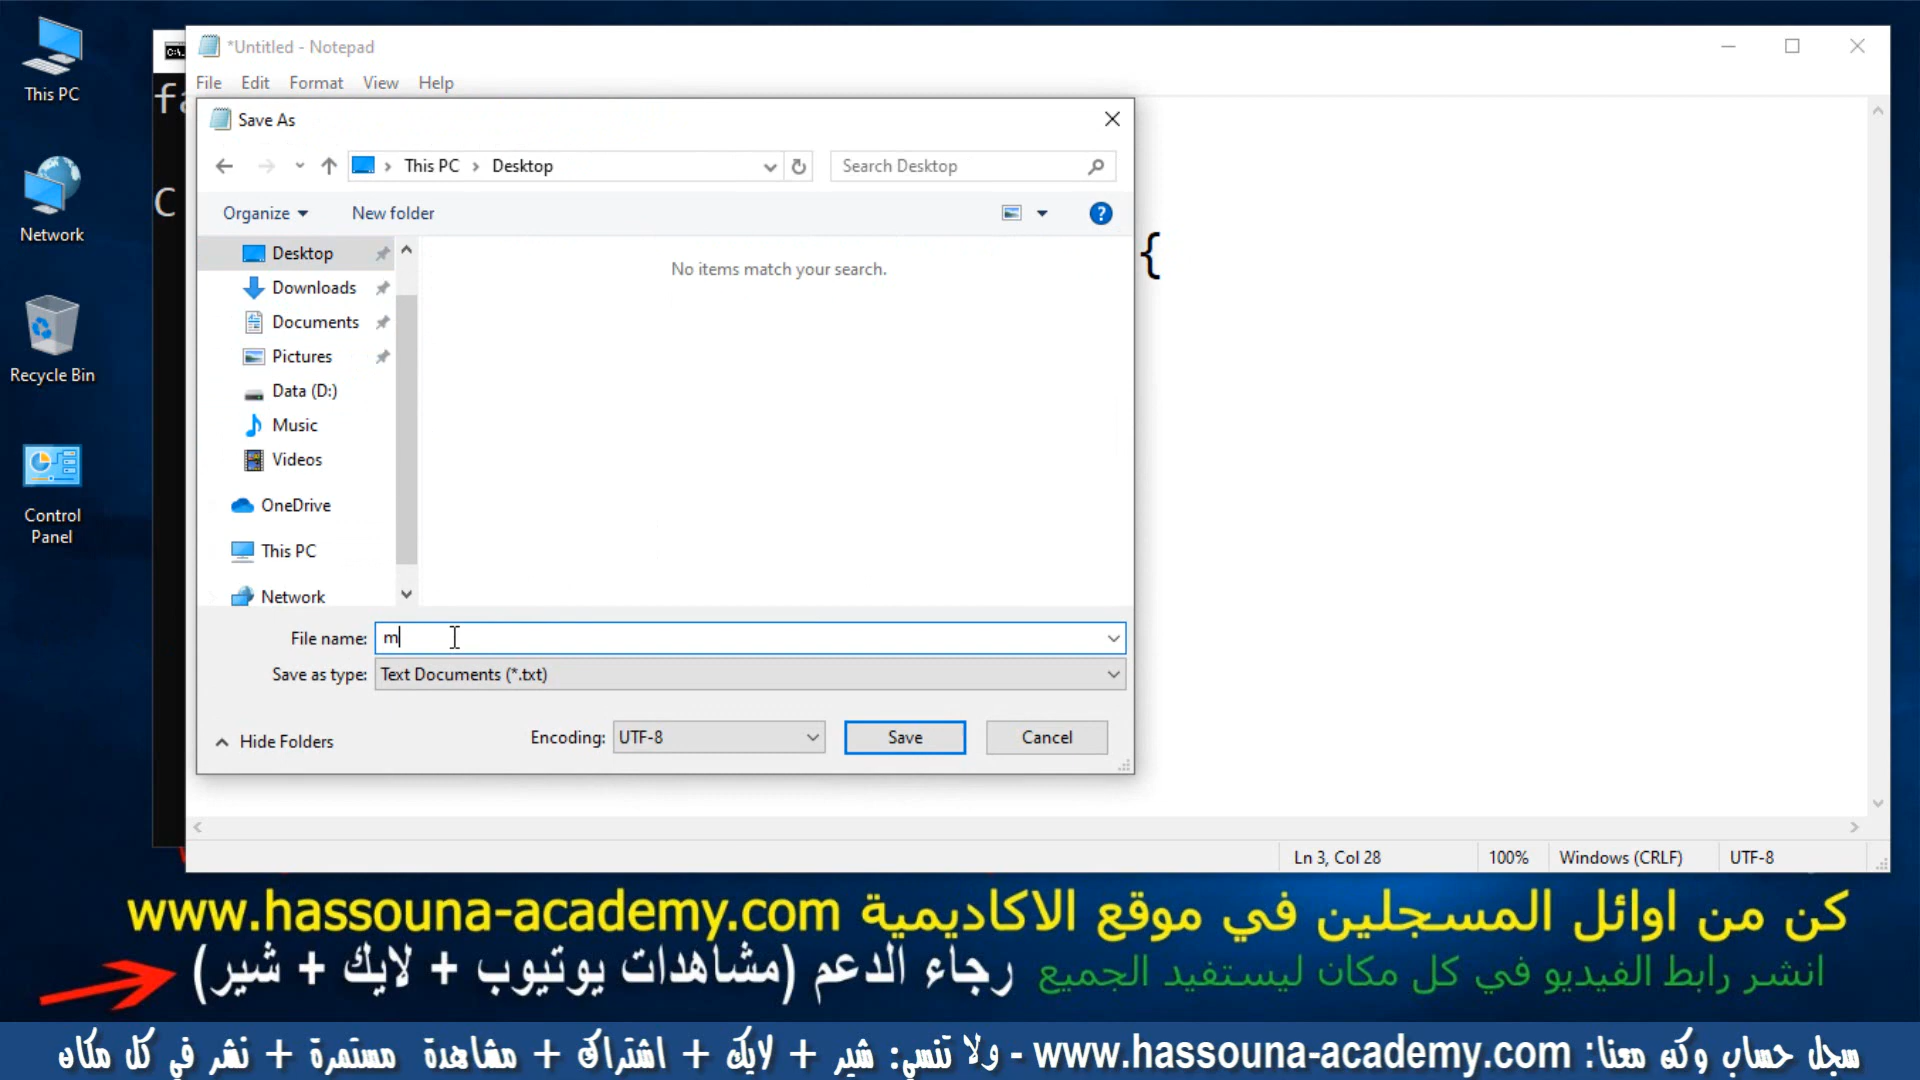 This PC
Network
Recycle Bin
Control
Panel
*Untitled - Notepad
File Edit Format View Help
Save As
This PC > Desktop
Search Desktop
Organize New folder
Desktop
Downloads
Documents
Pictures
Data (D:)
Music
Videos
OneDrive
This PC
Network
No items match your search.
File name: m
Save as type: Text Documents (*.txt)
Hide Folders
Encoding: UTF-8
Save
Cancel
{
C
Ln 3, Col 28
100%
Windows (CRLF)
UTF-8
كن من اوائل المسجلين في موقع الاكاديمية www.hassouna-academy.com
انشر رابط الفيديو في كل مكان ليستفيد الجميع رجاء الدعم (مشاهدات يوتيوب + لايك + شير)
سجل حساب وكن معنا: www.hassouna-academy.com - ولا تنسى: شير + لايك + اشتراك + مشاهدة مستمرة + نشر في كل مكان